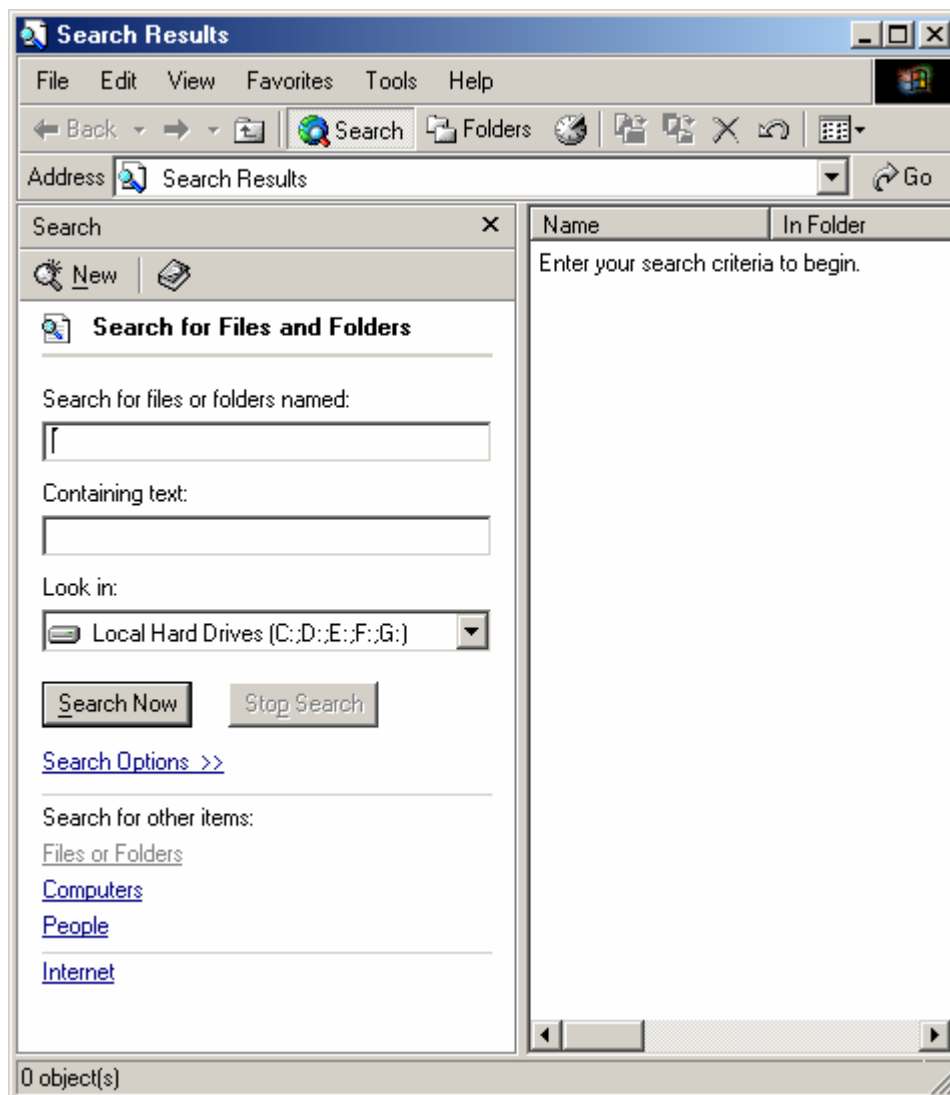 Search Results
File Edit View Favorites Tools Help
Back Search Folders
Address Search Results Go
Search
New
Search for Files and Folders
Search for files or folders named:
Containing text:
Look in:
Local Hard Drives (C:;D:;E:;F:;G:)
Search Now Stop Search
Search Options >>
Search for other items:
Files or Folders
Computers
People
Internet
Name In Folder
Enter your search criteria to begin.
0 object(s)